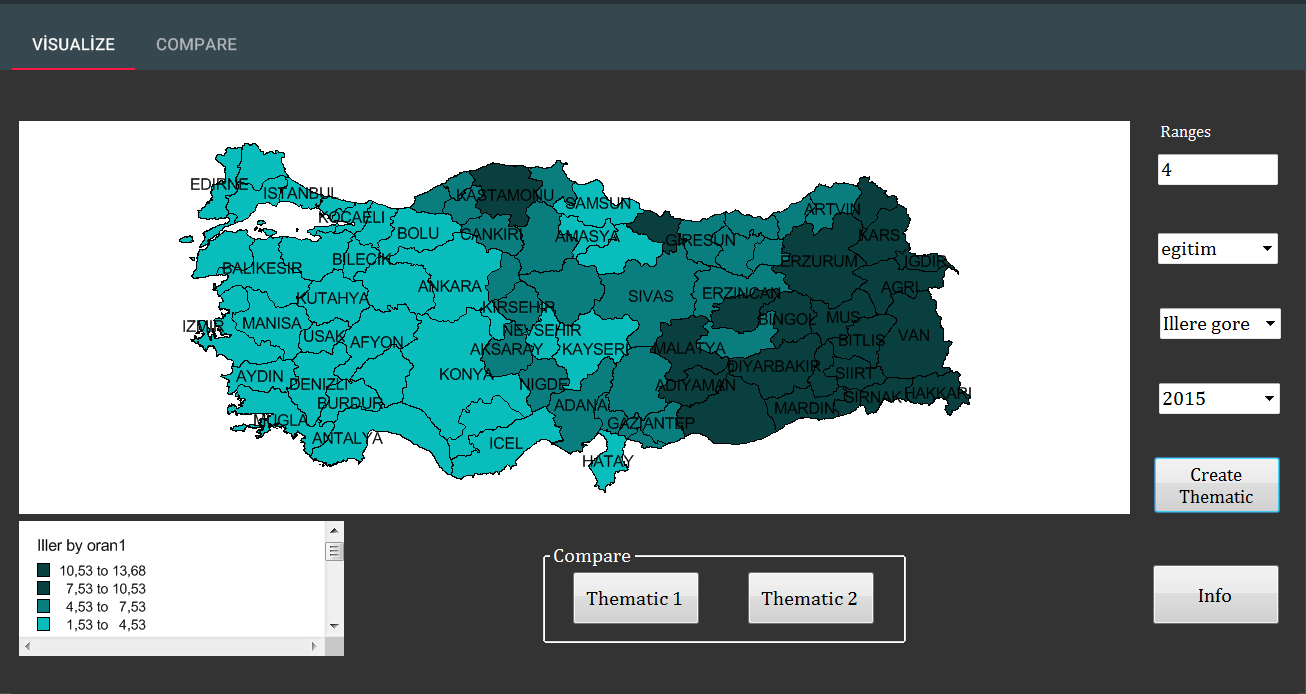 VİSUALİZE
COMPARE
EDIRNE
ISTANBUL
KOCAELI
BOLU
KASTAMONU
SAMSUN
CANKIRI
AMASYA
GIRESUN
ARTVIN
KARS
IGDIR
ERZURUM
AGRI
BALIKESIR
BILECIK
KUTAHYA
ANKARA
KIRSEHIR
SIVAS
ERZINCAN
BINGOL
MUS
IZMIR
MANISA
USAK
AFYON
NEVSEHIR
AKSARAY
KAYSERI
MALATYA
BITLIS
VAN
AYDIN
DENIZLI
KONYA
NIGDE
ADIYAMAN
DIYARBAKIR
SIIRT
SIRNAK
HAKKARI
BURDUR
MUGLA
ANTALYA
ADANA
GAZIANTEP
MARDIN
ICEL
HATAY
Ranges
4
egitim
Illere gore
2015
Create
Thematic
Info
Iller by oran1
10,53 to 13,68
7,53 to 10,53
4,53 to 7,53
1,53 to 4,53
Compare
Thematic 1
Thematic 2